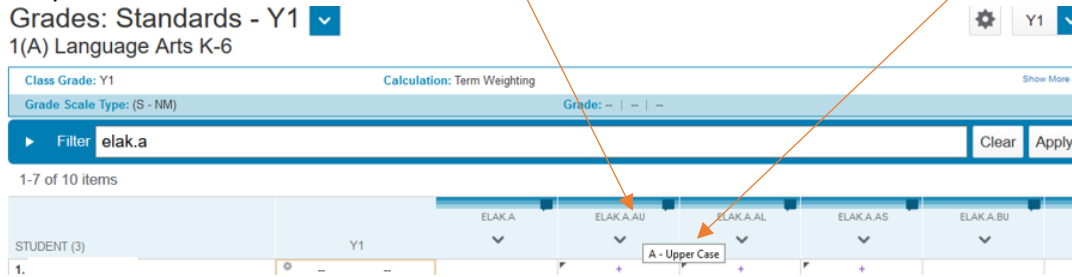 Grades: Standards - Y1
Y1
1(A) Language Arts K-6
Class Grade: Y1 Calculation: Term Weighting Show More
Grade Scale Type: (S - NM) Grade: -- | -- | --
Filter elak.a Clear Apply
1-7 of 10 items
ELAK.A ELAK.A.AU ELAK.A.AL ELAK.A.AS ELAK.A.BU
STUDENT (3) Y1
A - Upper Case
1. -- -- + + +